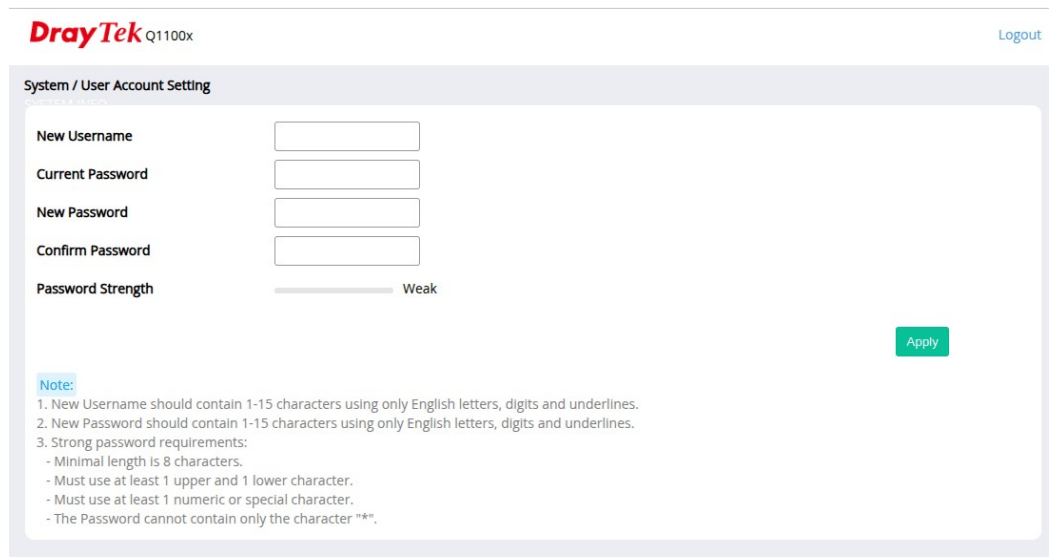 DrayTek Q1100x
Logout
System / User Account Setting
SYSTEM INFO
New Username
Current Password
New Password
Confirm Password
Password Strength Weak
Apply
Note:
1. New Username should contain 1-15 characters using only English letters, digits and underlines.
2. New Password should contain 1-15 characters using only English letters, digits and underlines.
3. Strong password requirements:
- Minimal length is 8 characters.
- Must use at least 1 upper and 1 lower character.
- Must use at least 1 numeric or special character.
- The Password cannot contain only the character "*".